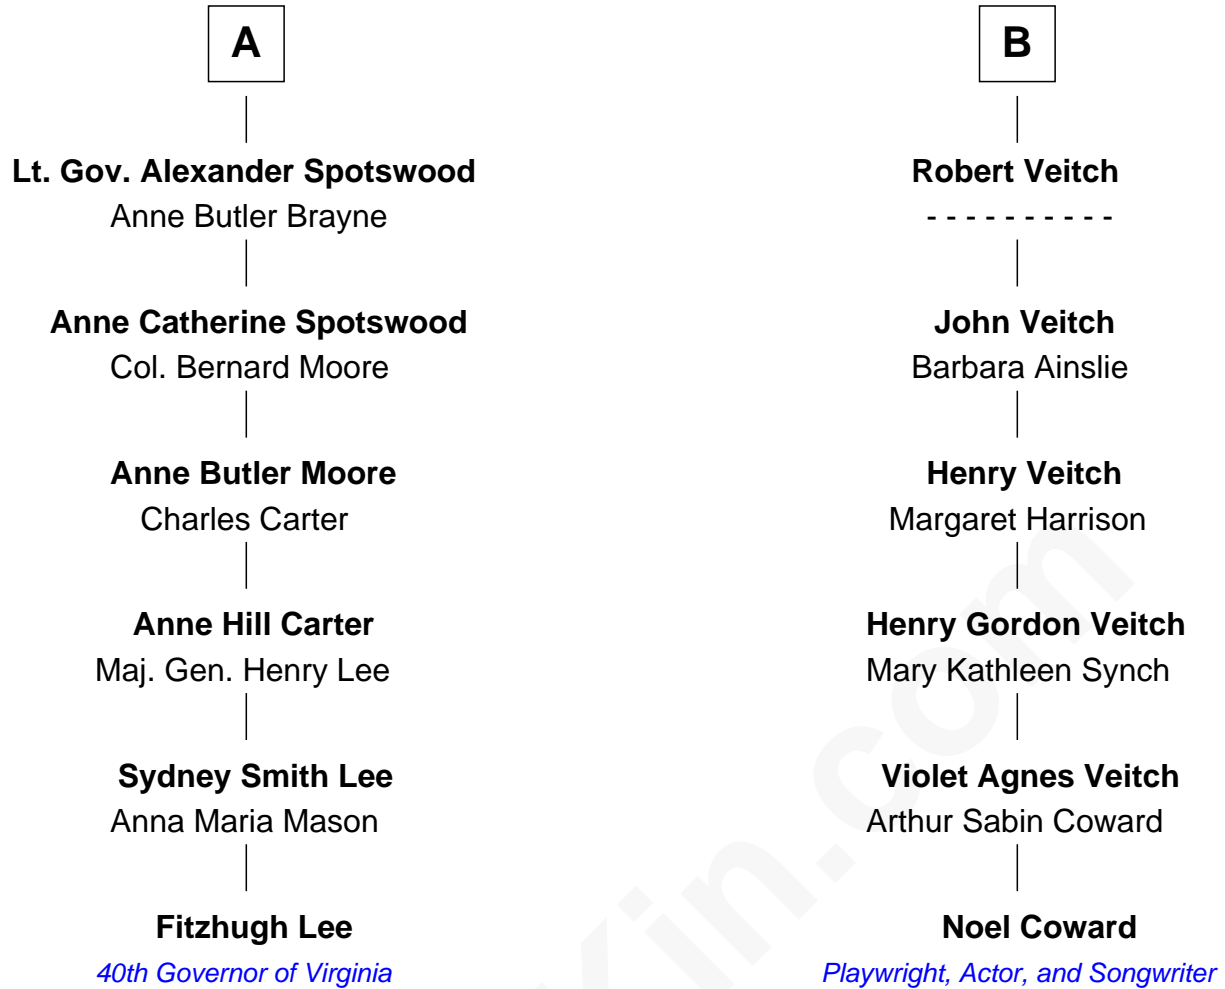 A
Lt. Gov. Alexander Spotswood
Anne Butler Brayne
Anne Catherine Spotswood
Col. Bernard Moore
Anne Butler Moore
Charles Carter
Anne Hill Carter
Maj. Gen. Henry Lee
Sydney Smith Lee
Anna Maria Mason
Fitzhugh Lee
40th Governor of Virginia
B
Robert Veitch
- - - - - - - - - -
John Veitch
Barbara Ainslie
Henry Veitch
Margaret Harrison
Henry Gordon Veitch
Mary Kathleen Synch
Violet Agnes Veitch
Arthur Sabin Coward
Noel Coward
Playwright, Actor, and Songwriter
Kin.com